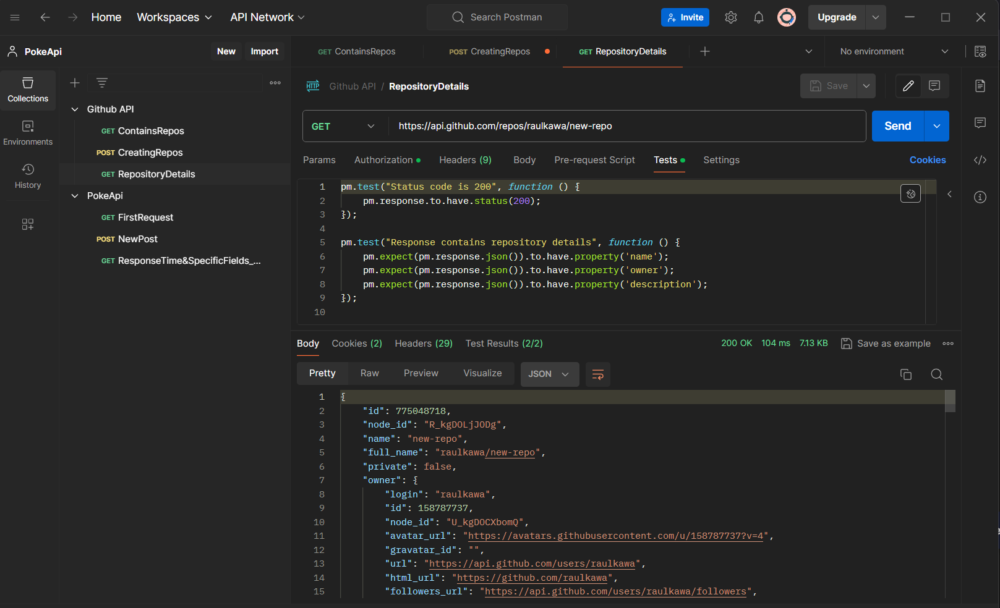 Home Workspaces API Network Search Postman Invite Upgrade
PokeApi New Import
GET ContainsRepos POST CreatingRepos GET RepositoryDetails No environment
Collections
Environments
History
Github API
GET ContainsRepos
POST CreatingRepos
GET RepositoryDetails
PokeApi
GET FirstRequest
POST NewPost
GET ResponseTime&SpecificFields_...
HTTP Github API / RepositoryDetails Save
GET https://api.github.com/repos/raulkawa/new-repo Send
Params Authorization Headers (9) Body Pre-request Script Tests Settings Cookies
1 pm.test("Status code is 200", function () {
2 pm.response.to.have.status(200);
3 });
4
5 pm.test("Response contains repository details", function () {
6 pm.expect(pm.response.json()).to.have.property('name');
7 pm.expect(pm.response.json()).to.have.property('owner');
8 pm.expect(pm.response.json()).to.have.property('description');
9 });
10
Body Cookies (2) Headers (29) Test Results (2/2) 200 OK 104 ms 7.13 KB Save as example
Pretty Raw Preview Visualize JSON
1 {
2 "id": 775048718,
3 "node_id": "R_kgDOLjJODg",
4 "name": "new-repo",
5 "full_name": "raulkawa/new-repo",
6 "private": false,
7 "owner": {
8 "login": "raulkawa",
9 "id": 158787737,
10 "node_id": "U_kgDOCXbomQ",
11 "avatar_url": "https://avatars.githubusercontent.com/u/158787737?v=4",
12 "gravatar_id": "",
13 "url": "https://api.github.com/users/raulkawa",
14 "html_url": "https://github.com/raulkawa",
15 "followers_url": "https://api.github.com/users/raulkawa/followers",